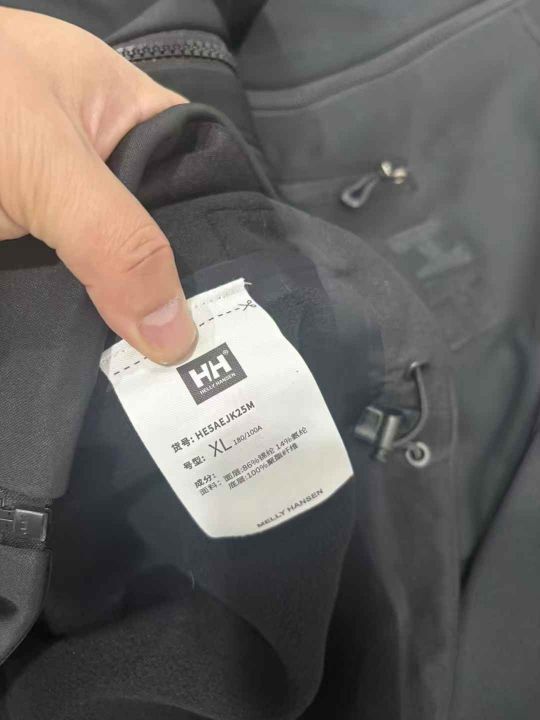 HH®
HELLY HANSEN
货号: HE5AEJK25M
号型: XL 180/100A
成分:
面料: 面层:86%锦纶 14%氨纶
底层:100%聚酯纤维
HELLY HANSEN